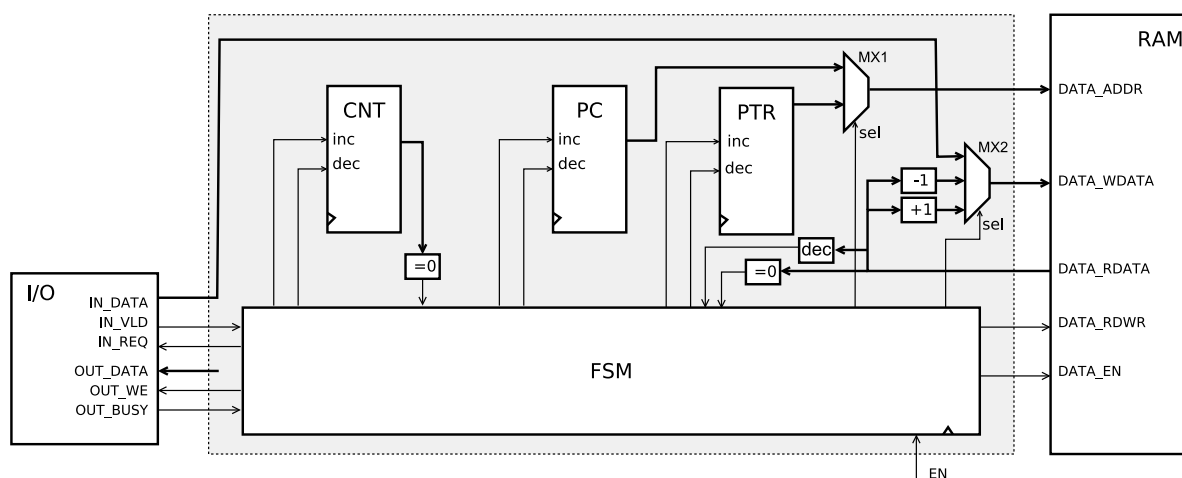 RAM
MX1
CNT
PC
PTR
DATA_ADDR
inc
dec
inc
dec
inc
dec
sel
MX2
-1
DATA_WDATA
+1
sel
dec
=0
=0
DATA_RDATA
I/O
IN_DATA
IN_VLD
IN_REQ
OUT_DATA
OUT_WE
OUT_BUSY
FSM
DATA_RDWR
DATA_EN
EN